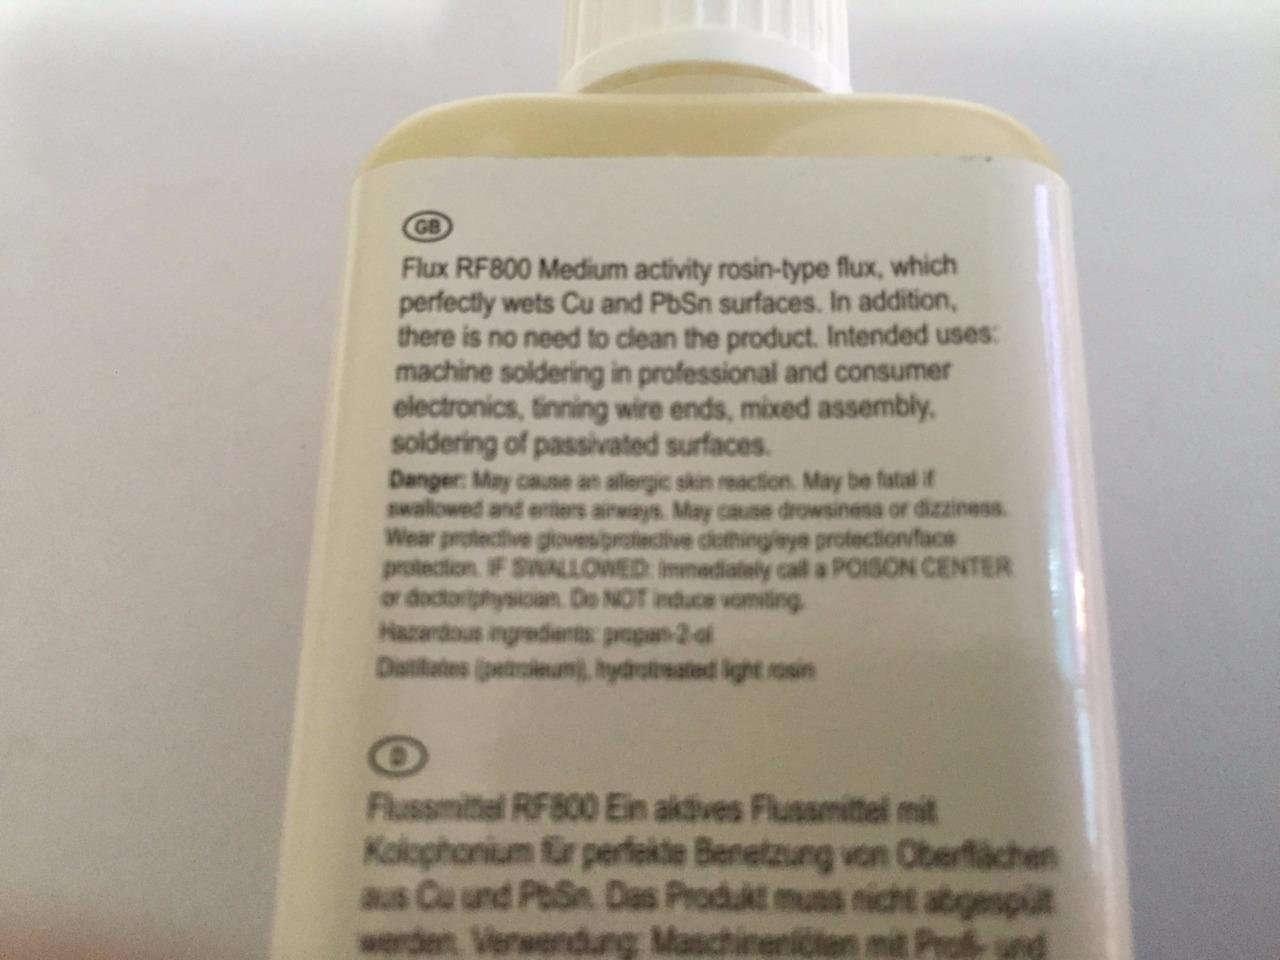 GB
Flux RF800 Medium activity rosin-type flux, which
perfectly wets Cu and PbSn surfaces. In addition,
there is no need to clean the product. Intended uses:
machine soldering in professional and consumer
electronics, tinning wire ends, mixed assembly,
soldering of passivated surfaces.
Danger: May cause an allergic skin reaction. May be fatal if
swallowed and enters airways. May cause drowsiness or dizziness.
Wear protective gloves/protective clothing/eye protection/face
protection. IF SWALLOWED: Immediately call a POISON CENTER
or doctor/physician. Do NOT induce vomiting.
Hazardous ingredients: propan-2-ol
Distillates (petroleum), hydrotreated light rosin
D
Flussmittel RF800 Ein aktives Flussmittel mit
Kolophonium für perfekte Benetzung von Oberflächen
aus Cu und PbSn. Das Produkt muss nicht abgespült
werden. Verwendung: Maschinenlöten mit Profi- und